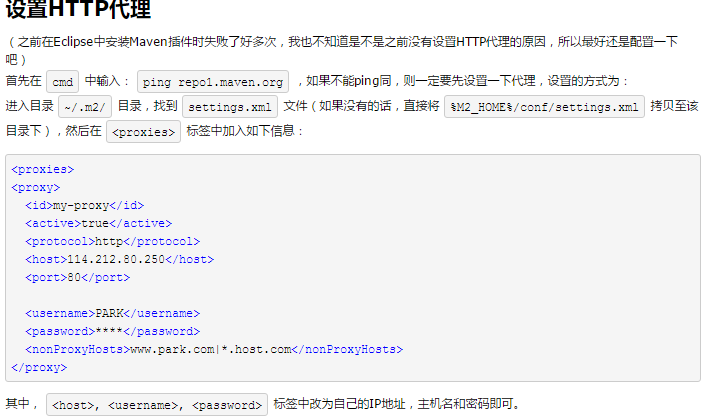 设置HTTP代理
（之前在Eclipse中安装Maven插件时失败了好多次，我也不知道是不是之前没有设置HTTP代理的原因，所以最好还是配置一下
吧）
首先在 cmd 中输入： ping repo1.maven.org ，如果不能ping同，则一定要先设置一下代理，设置的方式为：
进入目录 ~/.m2/ 目录，找到 settings.xml 文件（如果没有的话，直接将 %M2_HOME%/conf/settings.xml 拷贝至该
目录下），然后在 <proxies> 标签中加入如下信息：
<proxies>
<proxy>
<id>my-proxy</id>
<active>true</active>
<protocol>http</protocol>
<host>114.212.80.250</host>
<port>80</port>
<username>PARK</username>
<password>****</password>
<nonProxyHosts>www.park.com|*.host.com</nonProxyHosts>
</proxy>
其中， <host>, <username>, <password> 标签中改为自己的IP地址，主机名和密码即可。